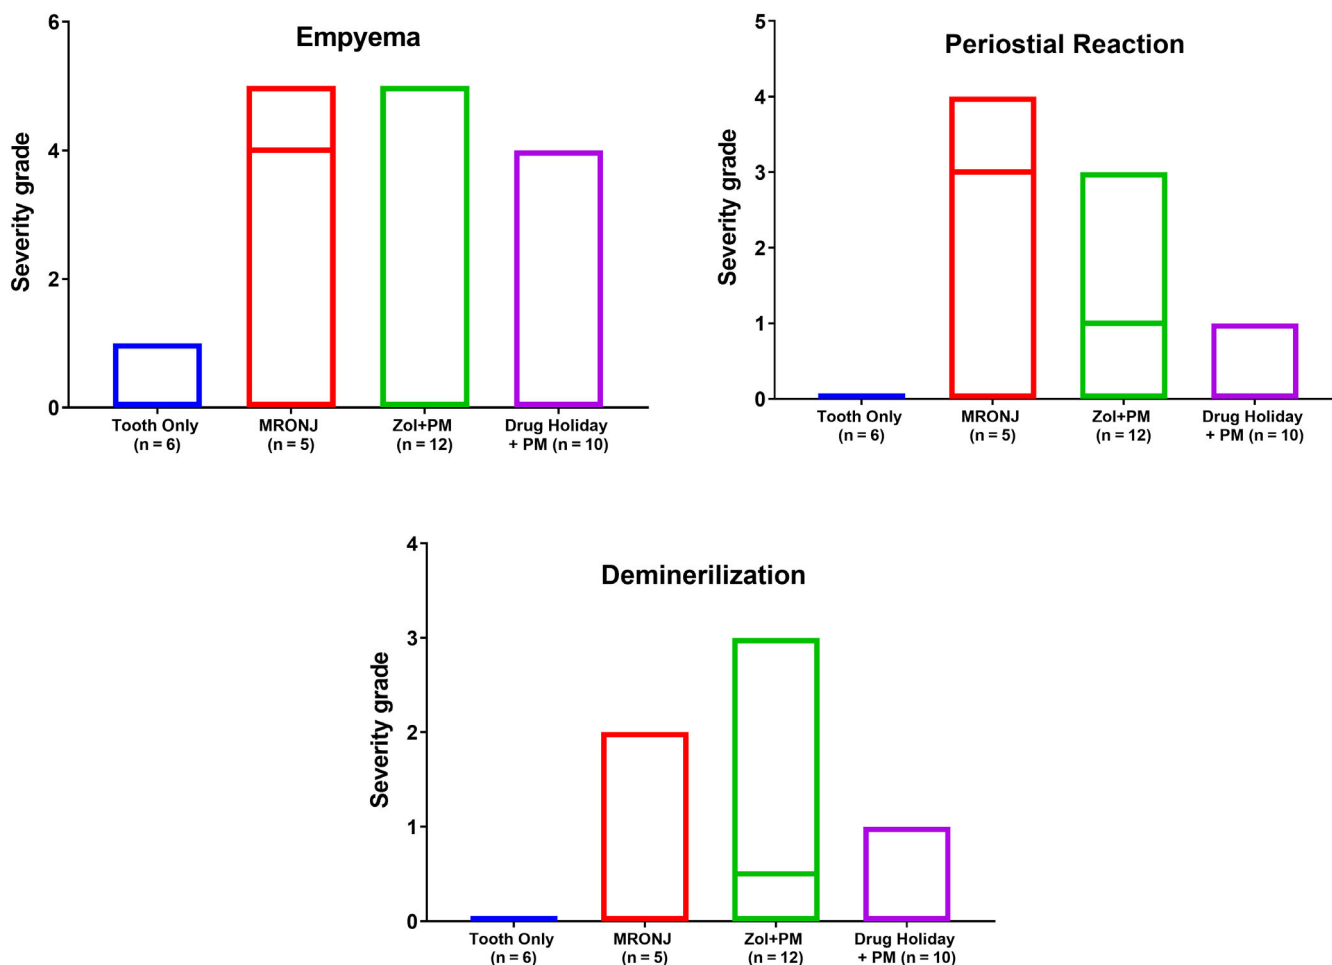 Empyema
Severity grade
6
4
2
0
Tooth Only
(n = 6)
MRONJ
(n = 5)
Zol+PM
(n = 12)
Drug Holiday
+ PM (n = 10)
Periostial Reaction
Severity grade
5
4
3
2
1
0
Tooth Only
(n = 6)
MRONJ
(n = 5)
Zol+PM
(n = 12)
Drug Holiday
+ PM (n = 10)
Deminerilization
Severity grade
4
3
2
1
0
Tooth Only
(n = 6)
MRONJ
(n = 5)
Zol+PM
(n = 12)
Drug Holiday
+ PM (n = 10)